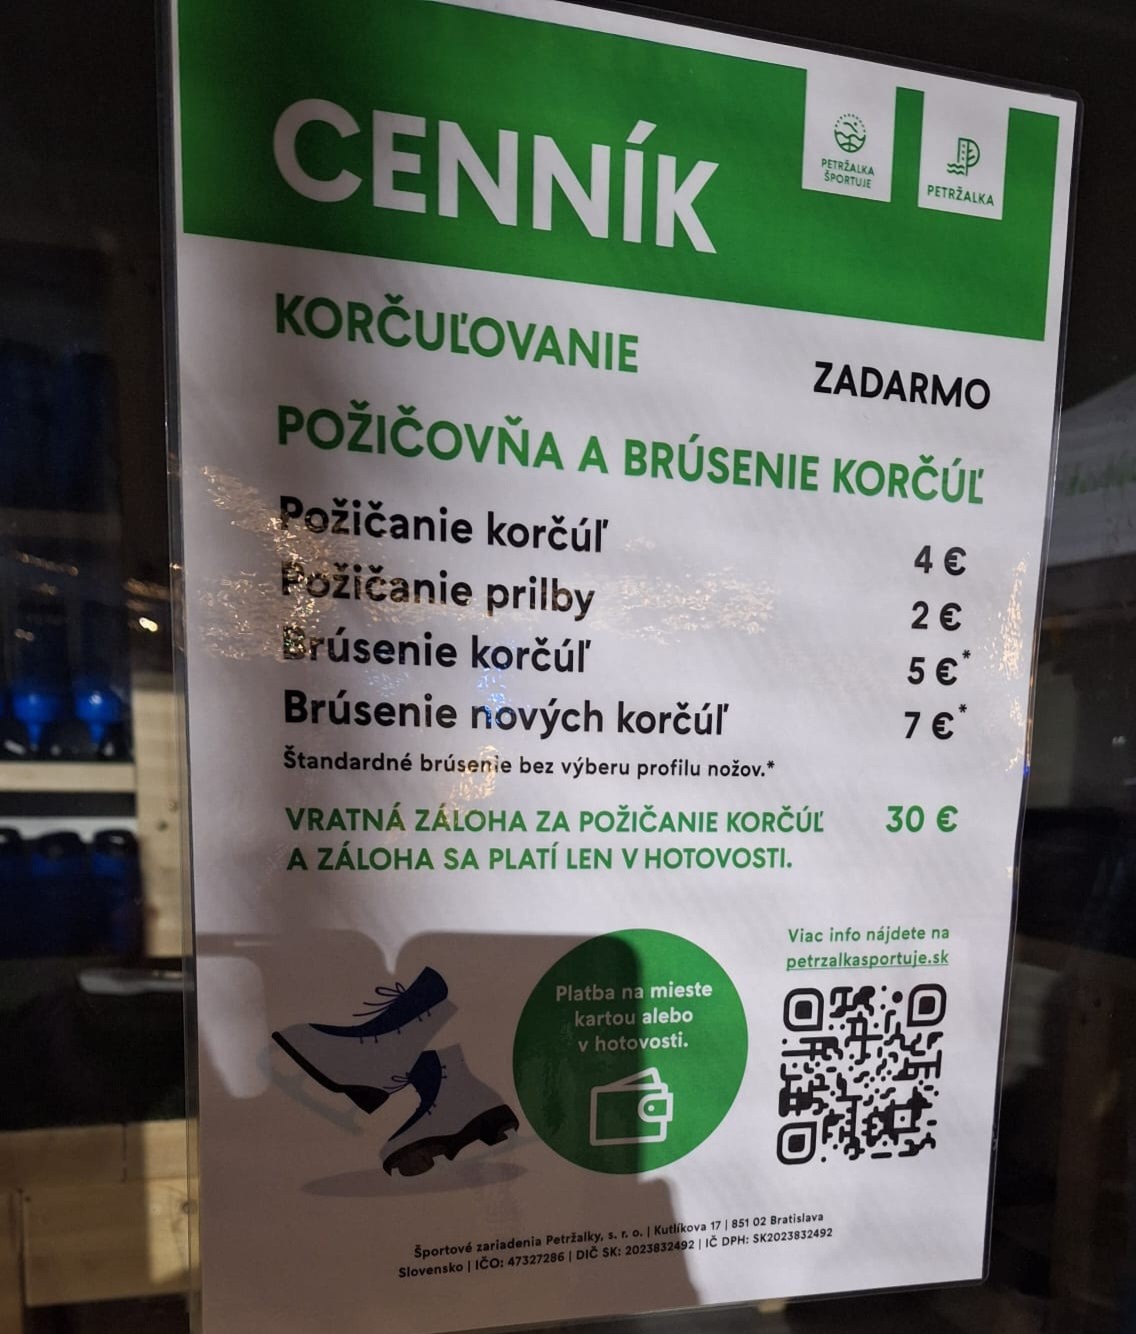 CENNÍK
PETRŽALKA
ŠPORTUJE
PETRŽALKA
KORČUĽOVANIE
ZADARMO
POŽIČOVŇA A BRÚSENIE KORČÚĽ
Požičanie korčúľ 4 €
Požičanie prilby 2 €
Brúsenie korčúľ 5 €*
Brúsenie nových korčúľ 7 €*
Štandardné brúsenie bez výberu profilu nožov.*
VRATNÁ ZÁLOHA ZA POŽIČANIE KORČÚĽ 30 €
A ZÁLOHA SA PLATÍ LEN V HOTOVOSTI.
Platba na mieste
kartou alebo
v hotovosti.
Viac info nájdete na
petrzalkasportuje.sk
Športové zariadenia Petržalky, s. r. o. | Kutlíkova 17 | 851 02 Bratislava
Slovensko | IČO: 47327286 | DIČ SK: 2023832492 | IČ DPH: SK2023832492